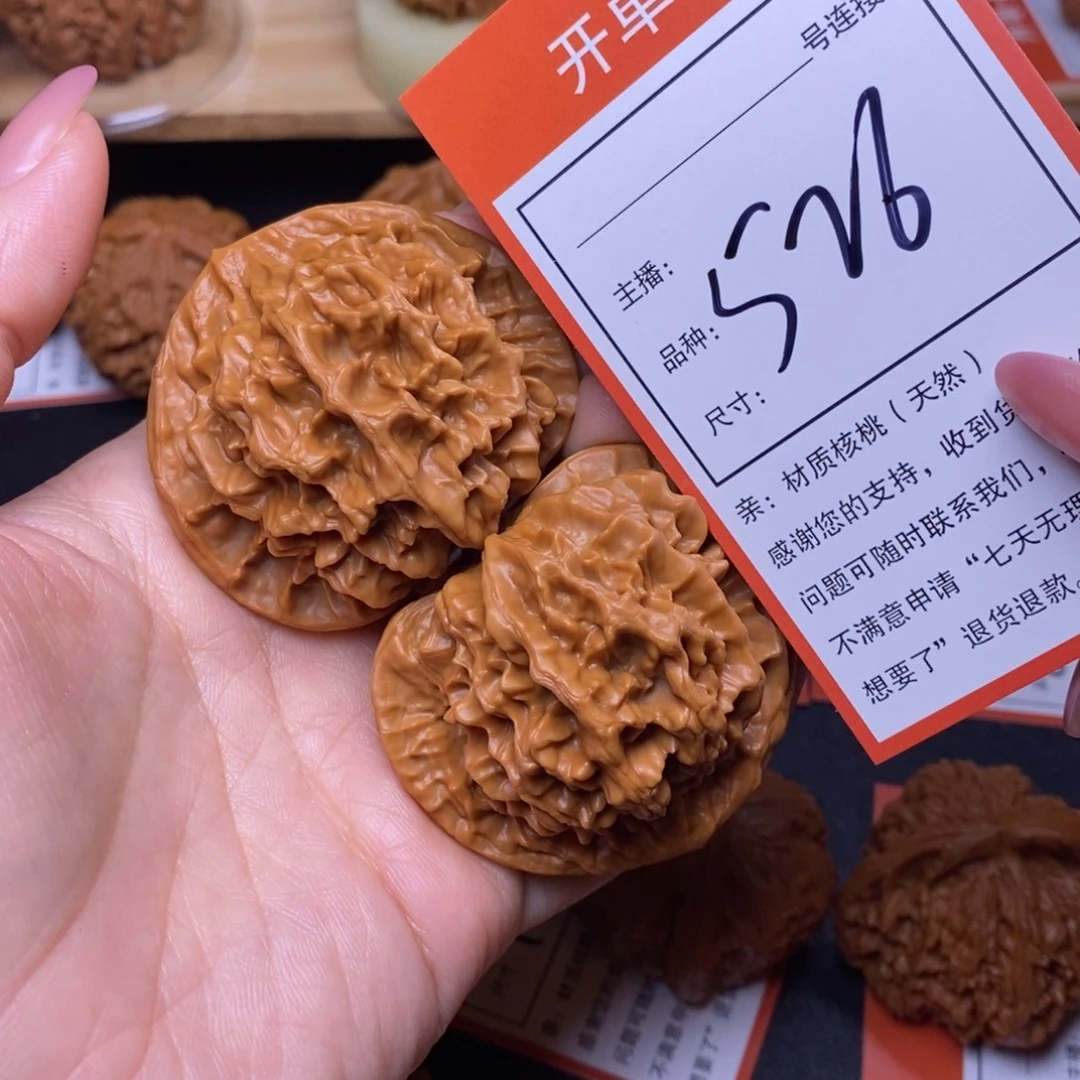 开单
号连接
526
主播：
品种：
尺寸：
亲：材质核桃（天然）
感谢您的支持，收到货
问题可随时联系我们，
不满意申请“七天无理
想要了”退货退款。